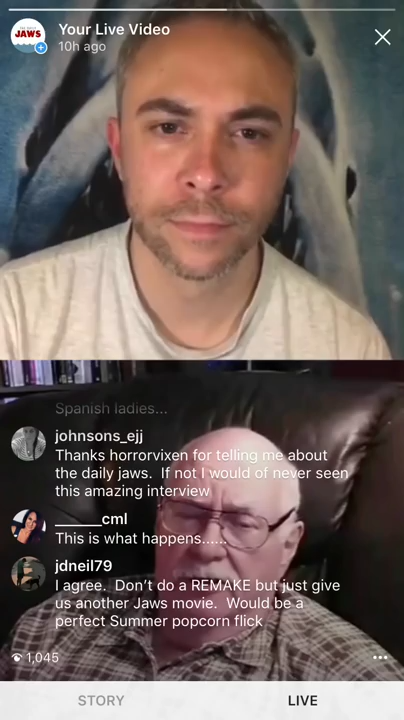 JAWS
Your Live Video
10h ago
Spanish ladies...
johnsons_ejj
Thanks horrorvixen for telling me about
the daily jaws. If not I would of never seen
this amazing interview
______cml
This is what happens......
jdneil79
I agree. Don't do a REMAKE but just give
us another Jaws movie. Would be a
perfect Summer popcorn flick
1,045
STORY
LIVE